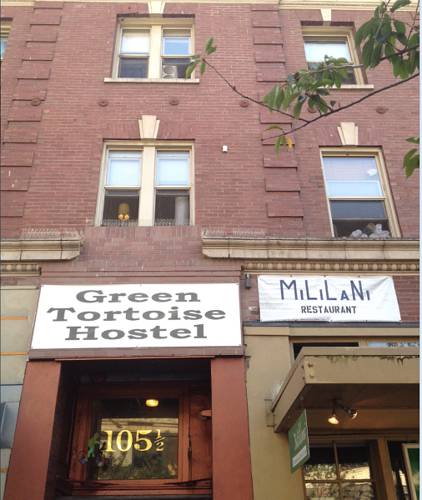 Green
Tortoise
Hostel
MiLiLaNi
RESTAURANT
105½